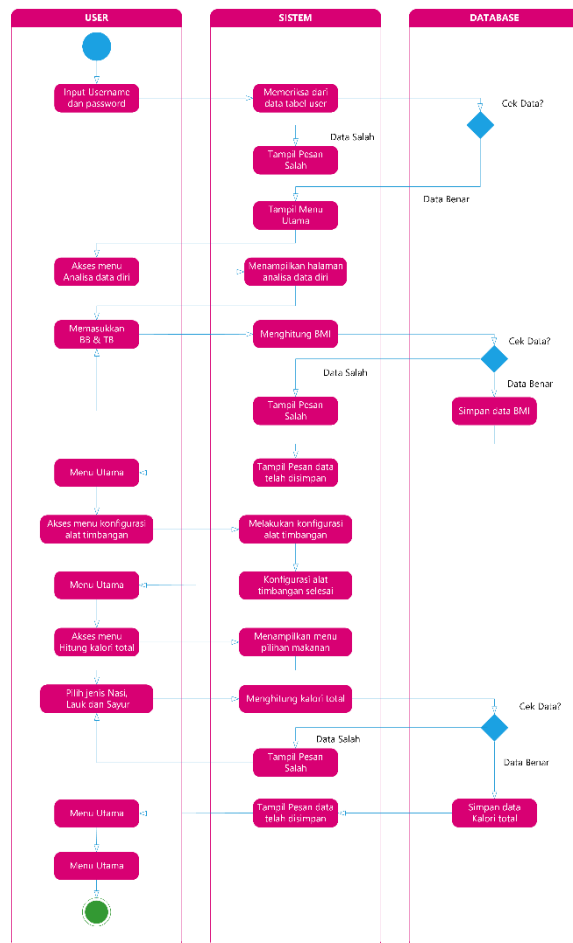 USER
SISTEM
DATABASE
Input Username
dan password
Memeriksa dari
data tabel user
Cek Data?
Data Salah
Tampil Pesan
Salah
Data Benar
Tampil Menu
Utama
Akses menu
Analisa data diri
Menampilkan halaman
analisa data diri
Memasukkan
BB & TB
Menghitung BMI
Cek Data?
Data Salah
Data Benar
Tampil Pesan
Salah
Simpan data BMI
Menu Utama
Tampil Pesan data
telah disimpan
Akses menu konfigurasi
alat timbangan
Melakukan konfigurasi
alat timbangan
Menu Utama
Konfigurasi alat
timbangan selesai
Akses menu
Hitung kalori total
Menampilkan menu
pilihan makanan
Pilih jenis Nasi,
Lauk dan Sayur
Menghitung kalori total
Cek Data?
Data Salah
Tampil Pesan
Salah
Data Benar
Menu Utama
Tampil Pesan data
telah disimpan
Simpan data
Kalori total
Menu Utama